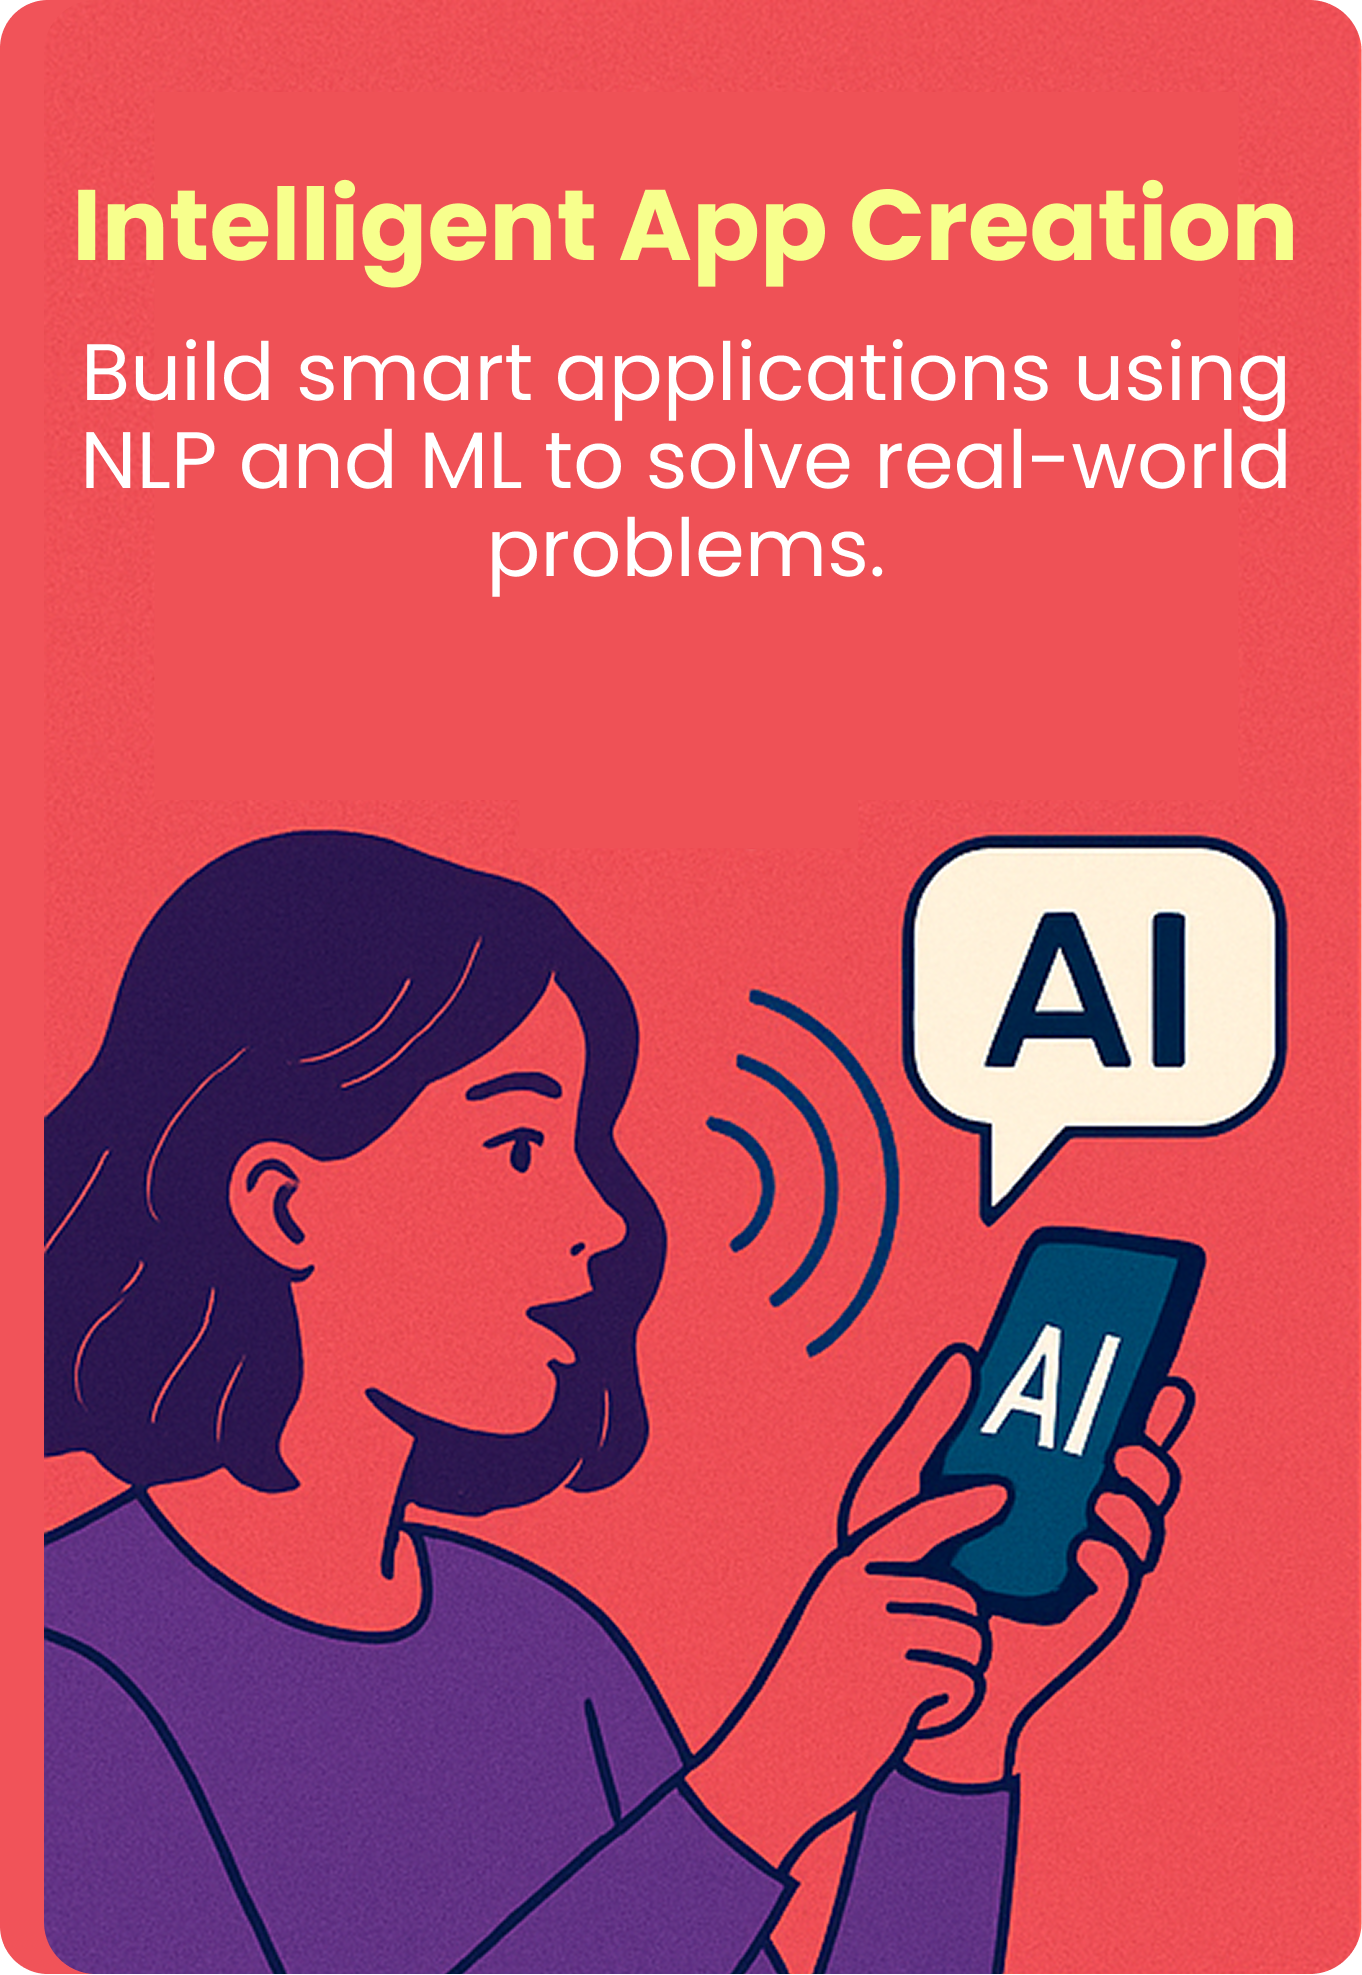 Intelligent App Creation
Build smart applications using
NLP and ML to solve real-world
problems.
AI
AI